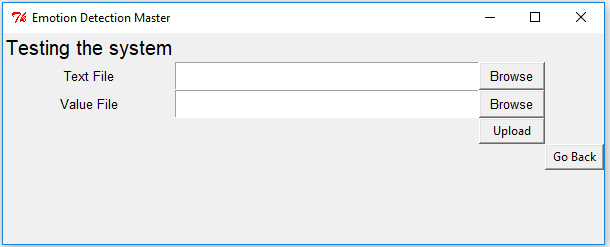 Emotion Detection Master
Testing the system
Text File Browse
Value File Browse
Upload
Go Back